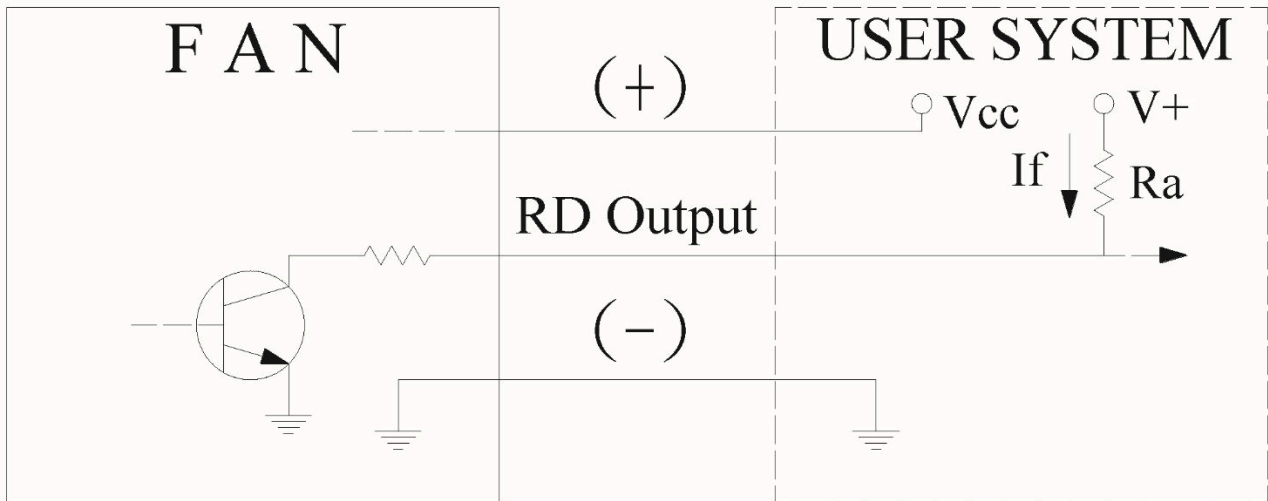 F A N
USER SYSTEM
(+)
Vcc
V+
If
Ra
RD Output
(-)